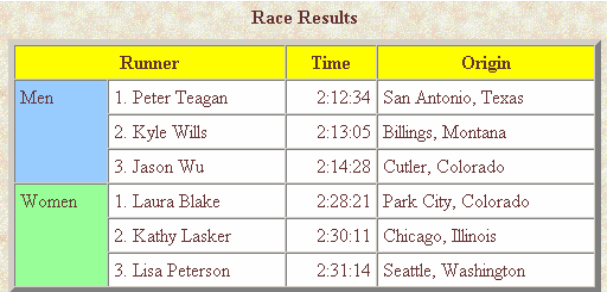 Race Results
Runner Time Origin
Men 1. Peter Teagan 2:12:34 San Antonio, Texas
2. Kyle Wills 2:13:05 Billings, Montana
3. Jason Wu 2:14:28 Cutler, Colorado
Women 1. Laura Blake 2:28:21 Park City, Colorado
2. Kathy Lasker 2:30:11 Chicago, Illinois
3. Lisa Peterson 2:31:14 Seattle, Washington